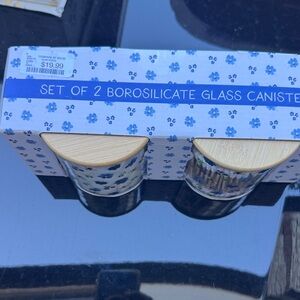 $19.99
SET OF 2 BOROSILICATE GLASS CANISTE